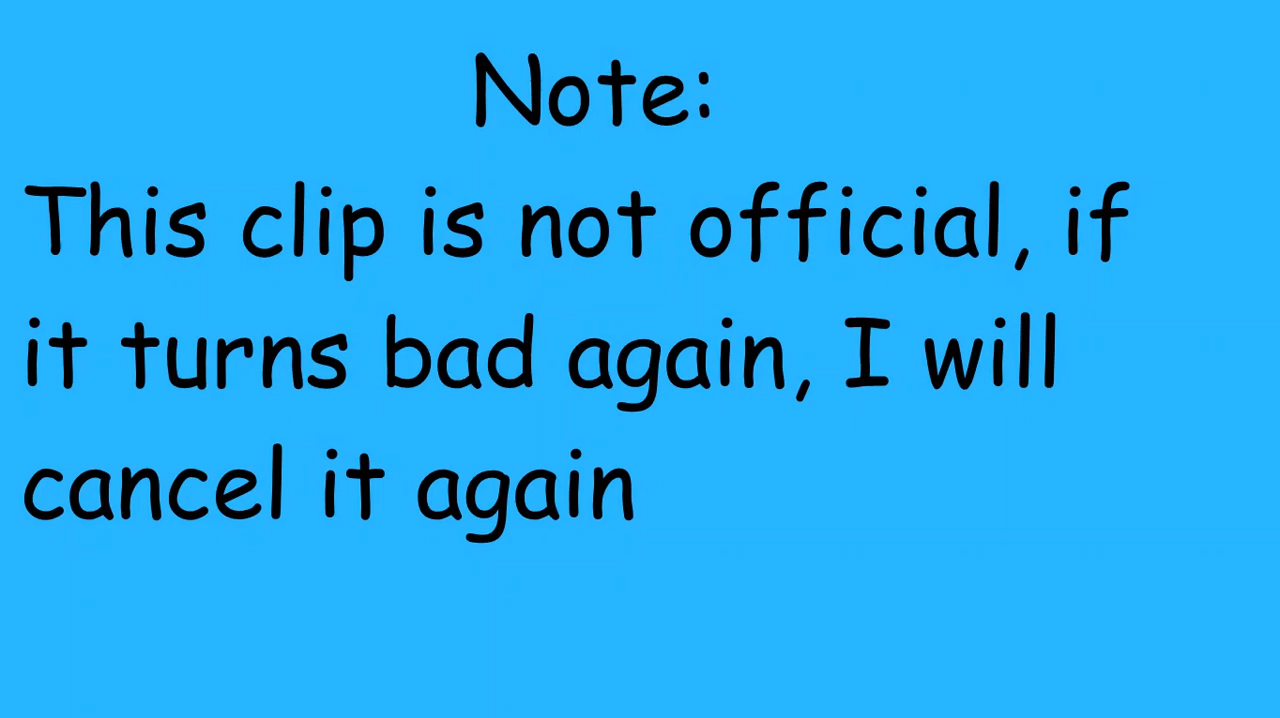 Note:
This clip is not official, if
it turns bad again, I will
cancel it again